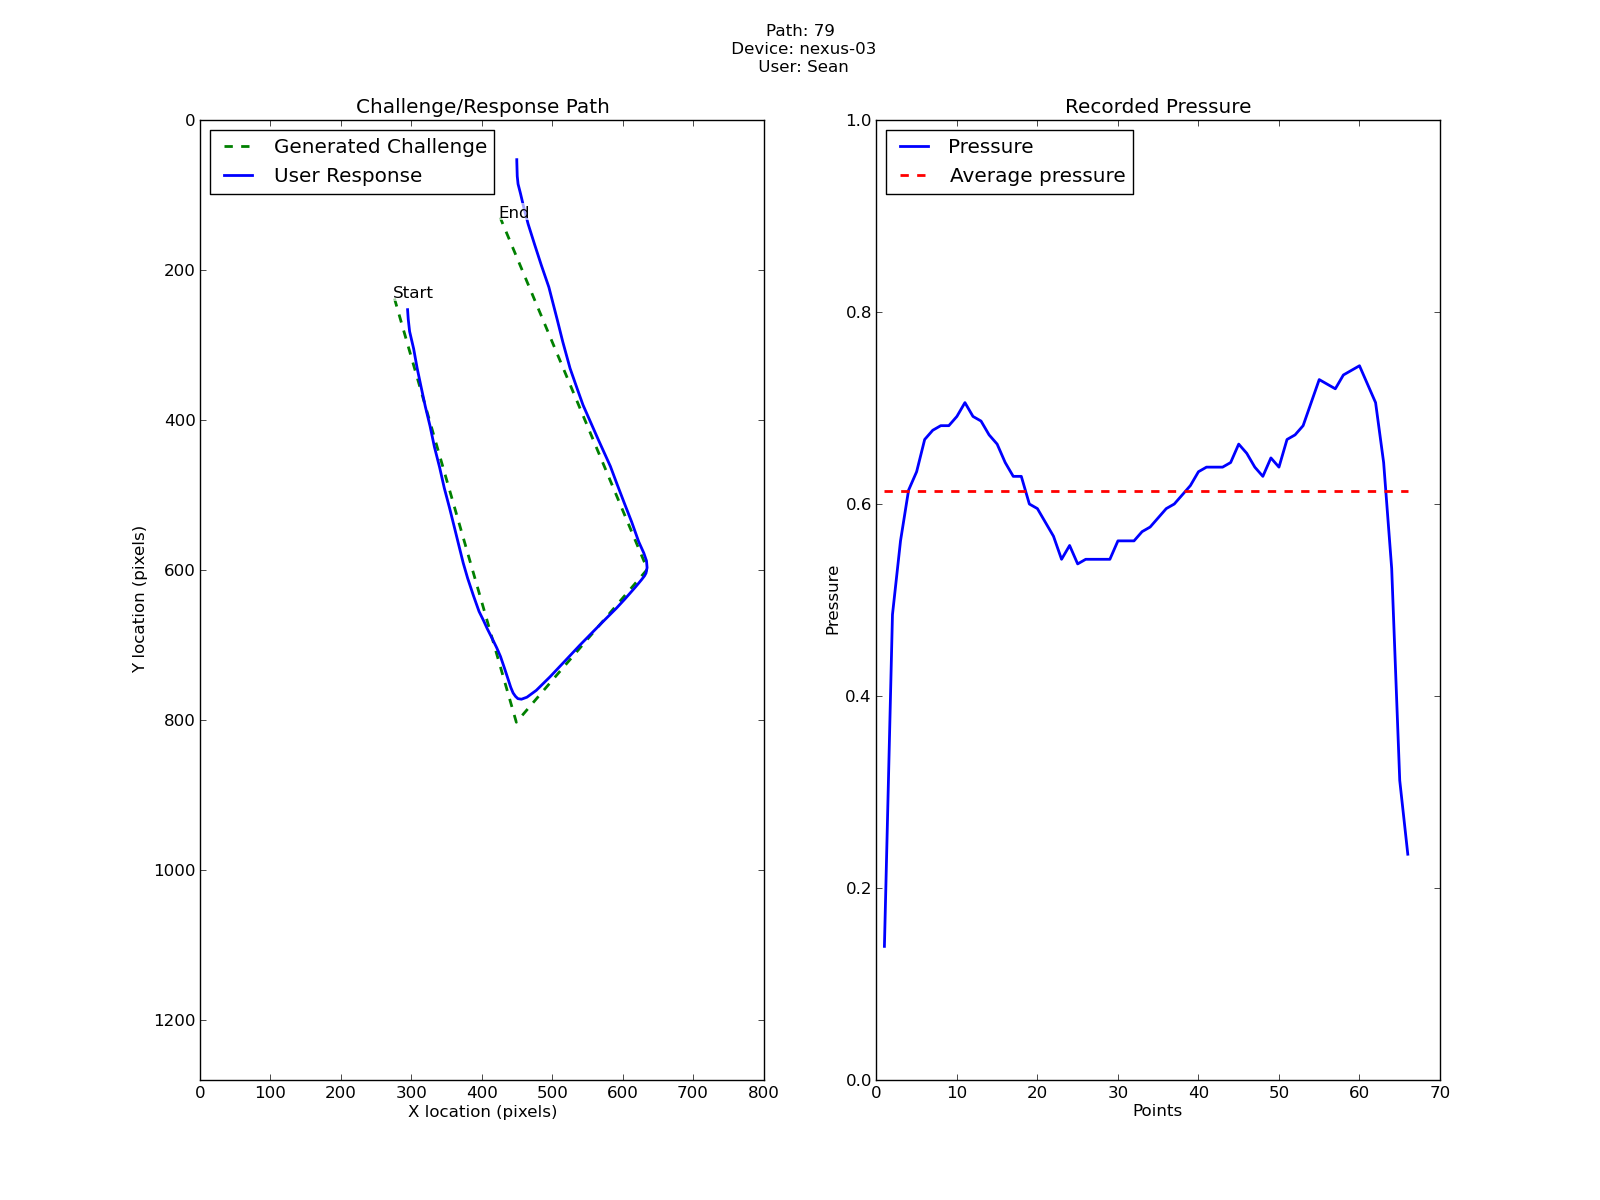 Path: 79
Device: nexus-03
User: Sean
Challenge/Response Path
Generated Challenge
User Response
End
Start
0
200
400
600
800
1000
1200
Y location (pixels)
0 100 200 300 400 500 600 700 800
X location (pixels)
Recorded Pressure
Pressure
Average pressure
1.0
0.8
0.6
0.4
0.2
0.0
Pressure
0 10 20 30 40 50 60 70
Points